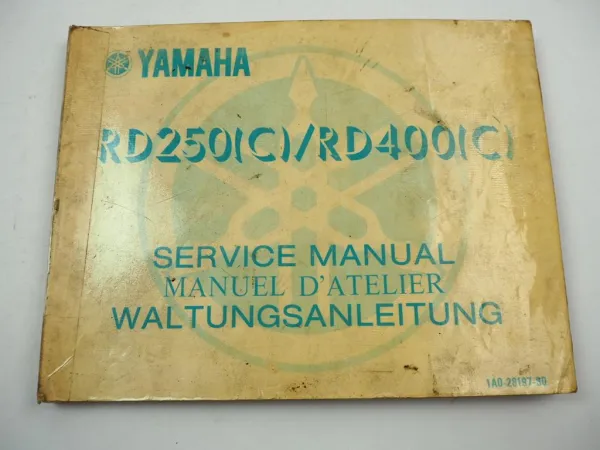 YAMAHA
RD250(C)/RD400(C)
SERVICE MANUAL
MANUEL D'ATELIER
WALTUNGSANLEITUNG
1A0-28197-30